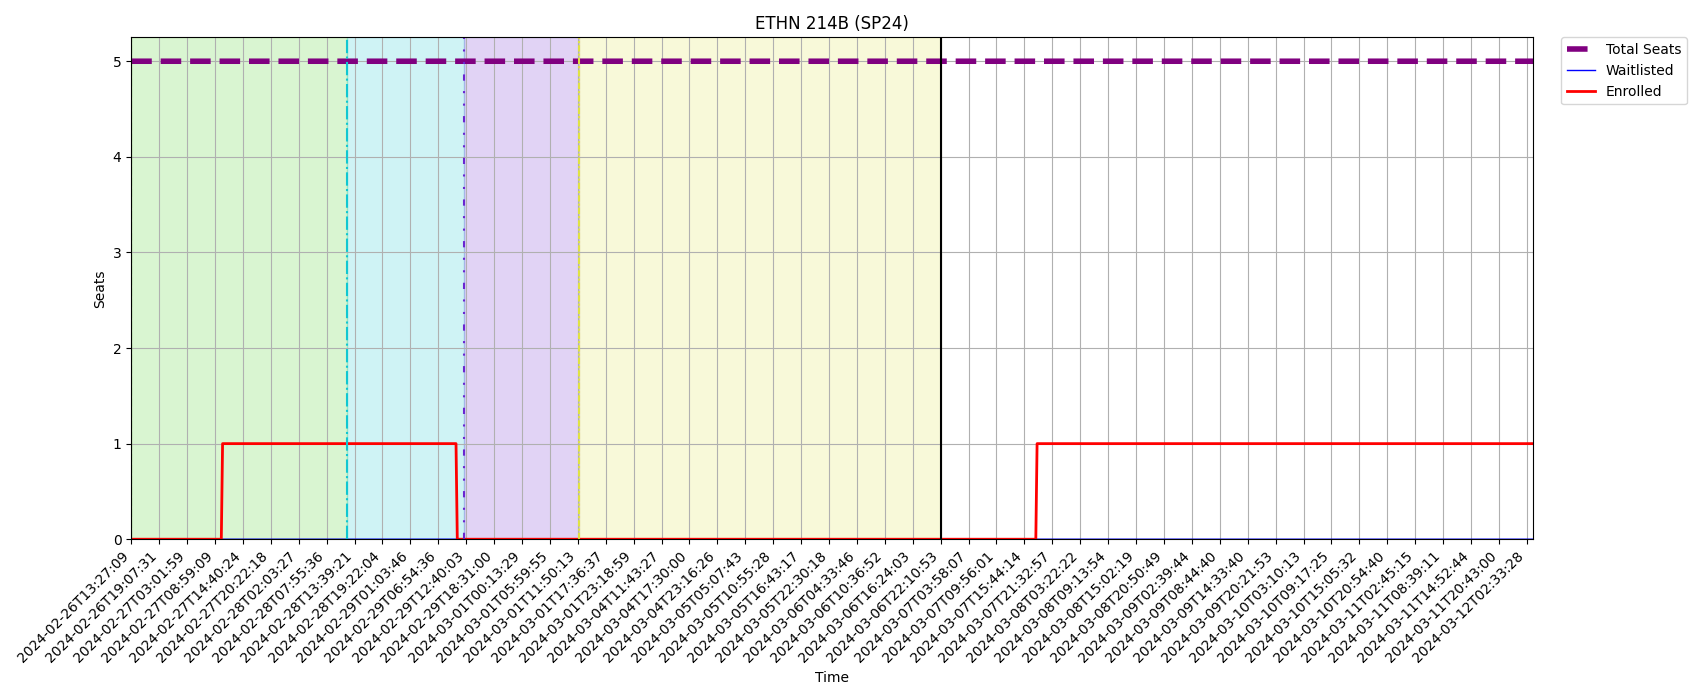 ETHN 214B (SP24)
Total Seats
Waitlisted
Enrolled
5
4
3
2
1
0
Seats
2024-02-26T13:27:09
2024-02-26T19:07:31
2024-02-27T03:01:59
2024-02-27T08:59:09
2024-02-27T14:40:24
2024-02-27T20:22:18
2024-02-28T02:03:27
2024-02-28T07:55:36
2024-02-28T13:39:21
2024-02-28T19:22:04
2024-02-29T01:03:46
2024-02-29T06:54:36
2024-02-29T12:40:03
2024-02-29T18:31:00
2024-03-01T00:13:29
2024-03-01T05:59:55
2024-03-01T11:50:13
2024-03-01T17:36:37
2024-03-01T23:18:59
2024-03-04T11:43:27
2024-03-04T17:30:00
2024-03-04T23:16:26
2024-03-05T05:07:43
2024-03-05T10:55:28
2024-03-05T16:43:17
2024-03-05T22:30:18
2024-03-06T04:33:46
2024-03-06T10:36:52
2024-03-06T16:24:03
2024-03-06T22:10:53
2024-03-07T03:58:07
2024-03-07T09:56:01
2024-03-07T15:44:14
2024-03-07T21:32:57
2024-03-08T03:22:22
2024-03-08T09:13:54
2024-03-08T15:02:19
2024-03-08T20:50:49
2024-03-09T02:39:44
2024-03-09T08:44:40
2024-03-09T14:33:40
2024-03-09T20:21:53
2024-03-10T03:10:13
2024-03-10T09:17:25
2024-03-10T15:05:32
2024-03-10T20:54:40
2024-03-11T02:45:15
2024-03-11T08:39:11
2024-03-11T14:52:44
2024-03-11T20:43:00
2024-03-12T02:33:28
Time